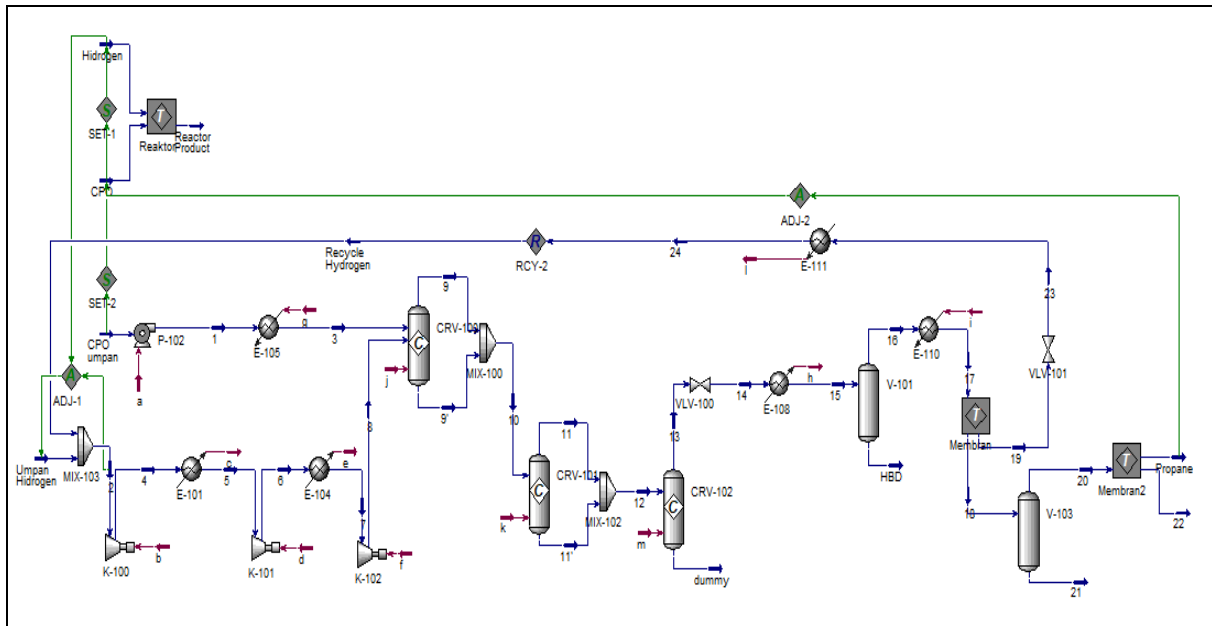 Hidrogen
S
SET-1
T
Reaktor
Reactor
Product
CPO
A
ADJ-2
Recycle
Hydrogen
R
RCY-2
24
E-111
l
23
S
SET-2
CPO
umpan
P-102
a
1
E-105
g
3
9
CRV-100
C
j
9'
MIX-100
10
8
A
ADJ-1
Umpan
Hidrogen
MIX-103
2
4
E-101
5
6
E-104
e
7
K-100
b
K-101
d
K-102
f
11
CRV-101
C
k
11'
MIX-102
12
13
CRV-102
C
m
dummy
VLV-100
14
E-108
h
15
V-101
HBD
16
E-110
i
17
T
Membran
19
VLV-101
18
V-103
20
21
T
Membran2
Propane
22